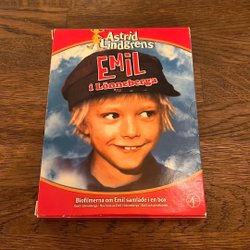 Astrid
Lindgrens
EMiL
i Lönneberga
Biofilmerna om Emil samlade i en box